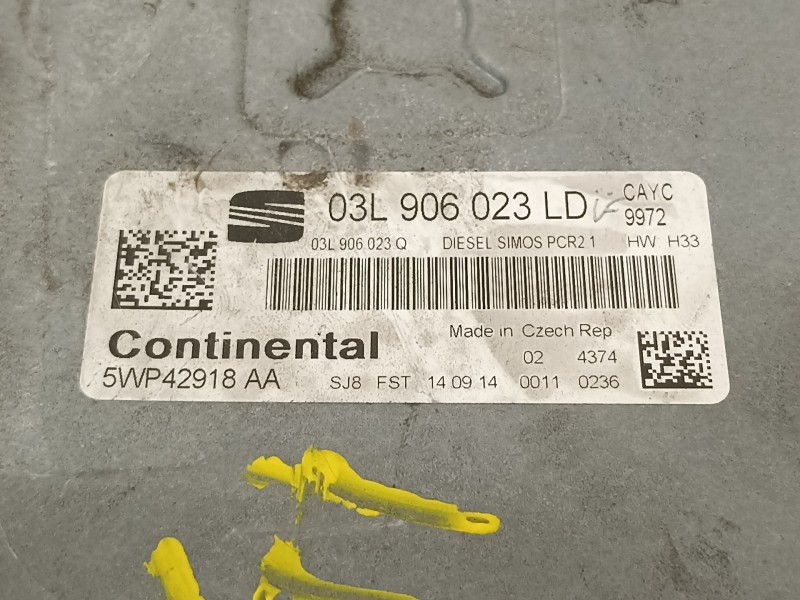 03L 906 023 LD CAYC
9972
03L 906 023 Q DIESEL SIMOS PCR2 1 HW H33
Continental
Made in Czech Rep
02 4374
5WP42918 AA SJ8 FST 14 09 14 0011 0236